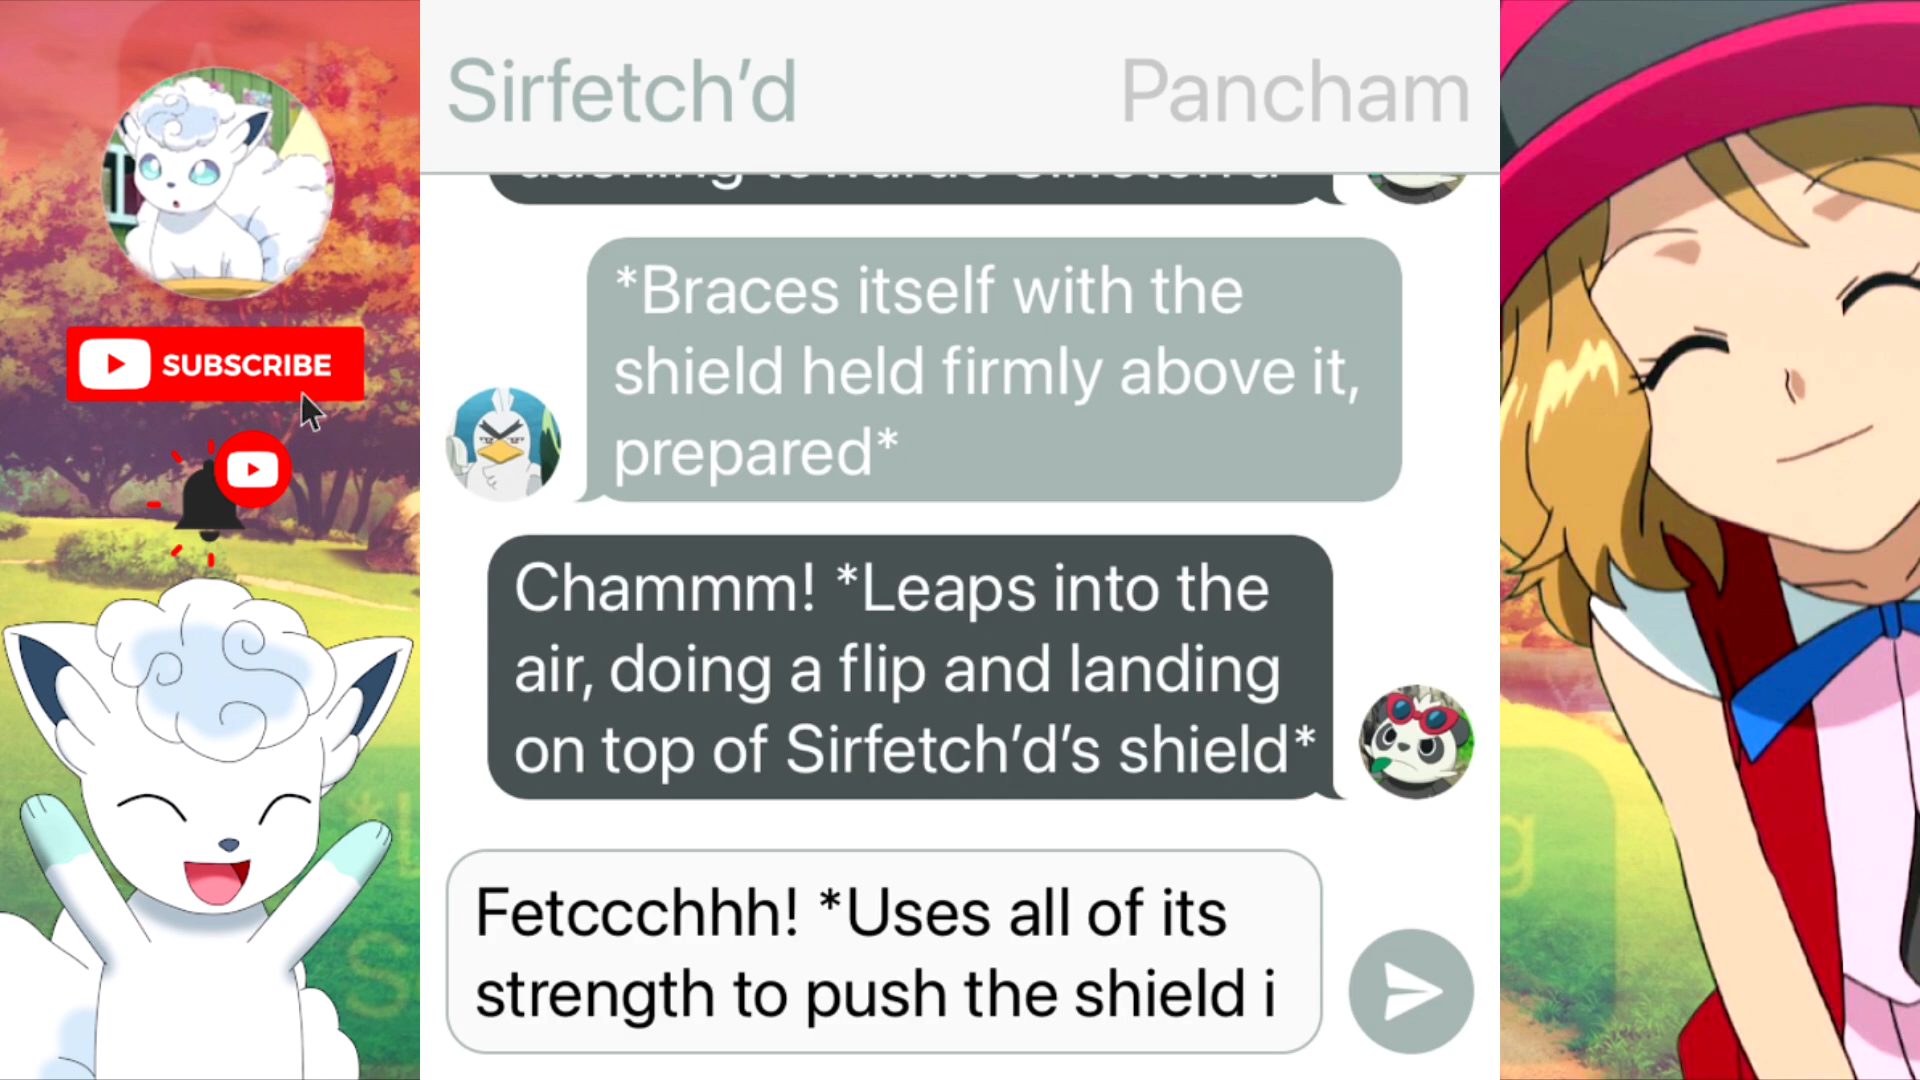 Sirfetch’d
Pancham
SUBSCRIBE
*Braces itself with the
shield held firmly above it,
prepared*
Chammm! *Leaps into the
air, doing a flip and landing
on top of Sirfetch’d’s shield*
Fetccchhh! *Uses all of its
strength to push the shield i